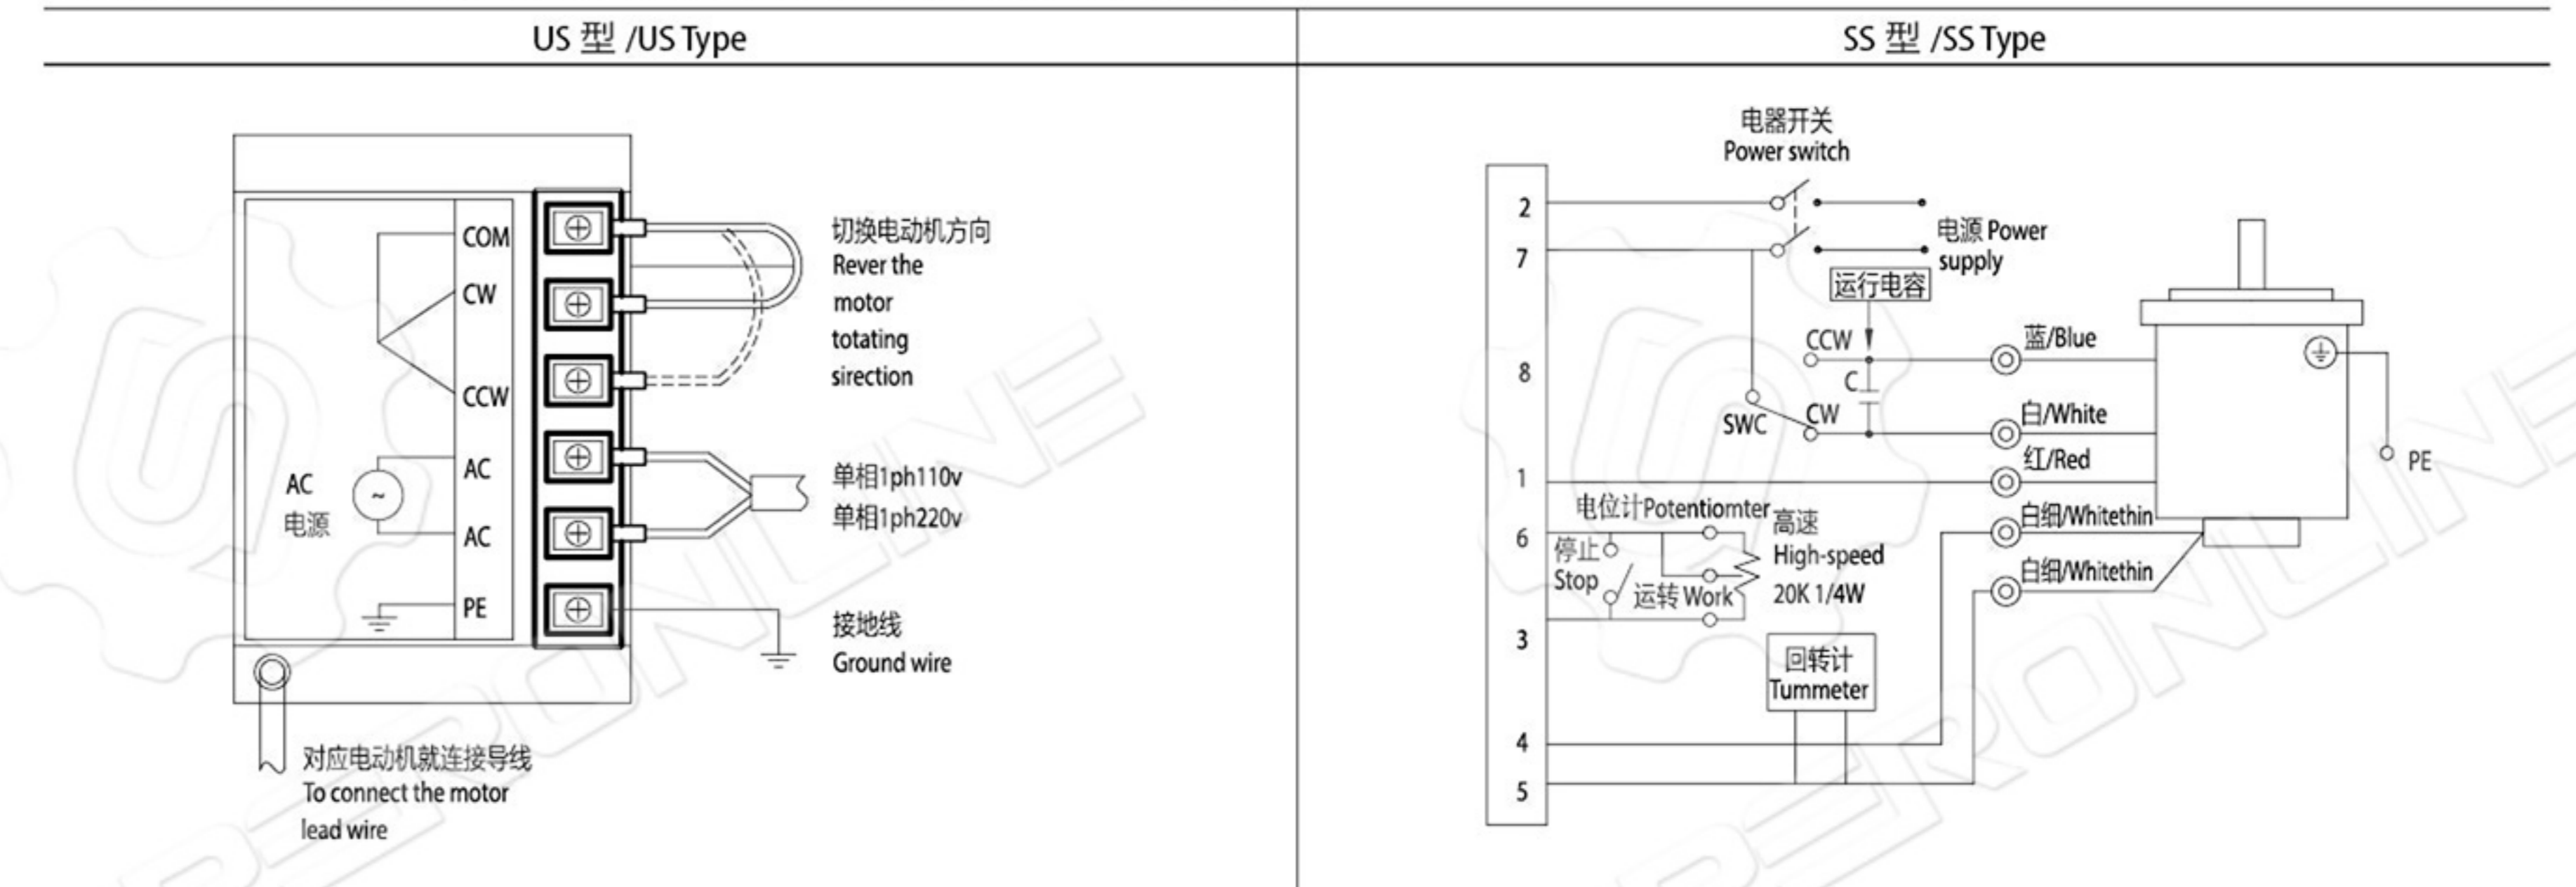 US 型 /US Type
SS 型 /SS Type
COM
CW
CCW
AC
AC
PE
AC
电源
切换电动机方向
Rever the
motor
totating
sirection
单相1ph110v
单相1ph220v
接地线
Ground wire
对应电动机就连接导线
To connect the motor
lead wire
电器开关
Power switch
2
7
8
1
6
3
4
5
电源 Power
supply
运行电容
CCW
C
SWC
CW
蓝/Blue
白/White
红/Red
白细/Whitethin
白细/Whitethin
PE
电位计Potentiomter
高速
High-speed
20K 1/4W
停止
Stop
运转 Work
回转计
Tummeter
PERONLINE
PERONLINE